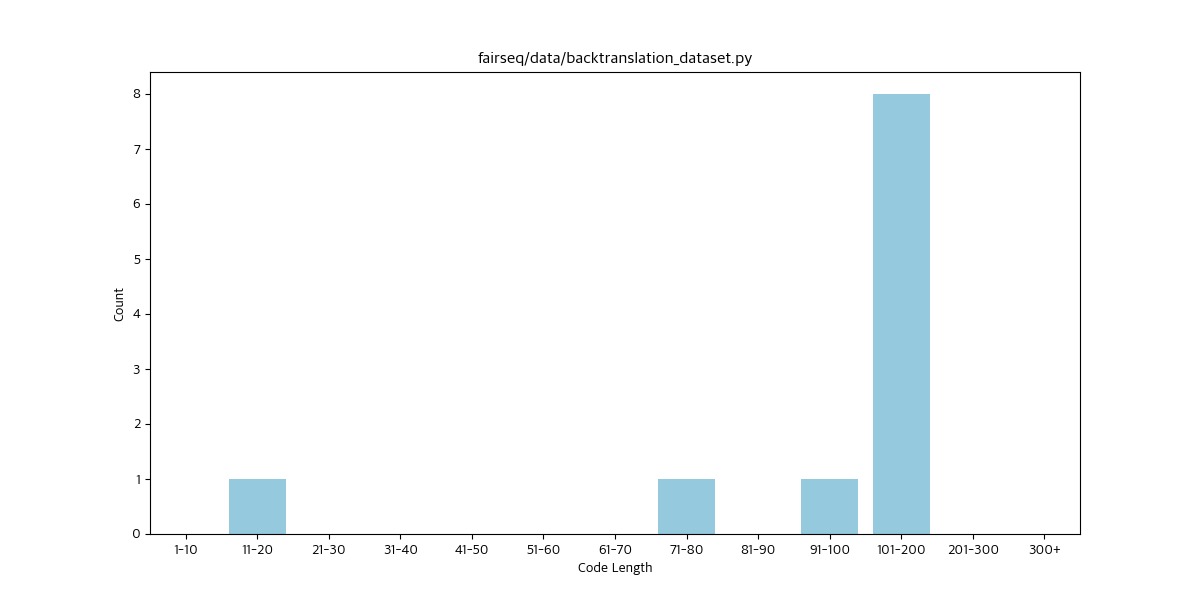 fairseq/data/backtranslation_dataset.py
Count
8
7
6
5
4
3
2
1
0
1-10 11-20 21-30 31-40 41-50 51-60 61-70 71-80 81-90 91-100 101-200 201-300 300+
Code Length